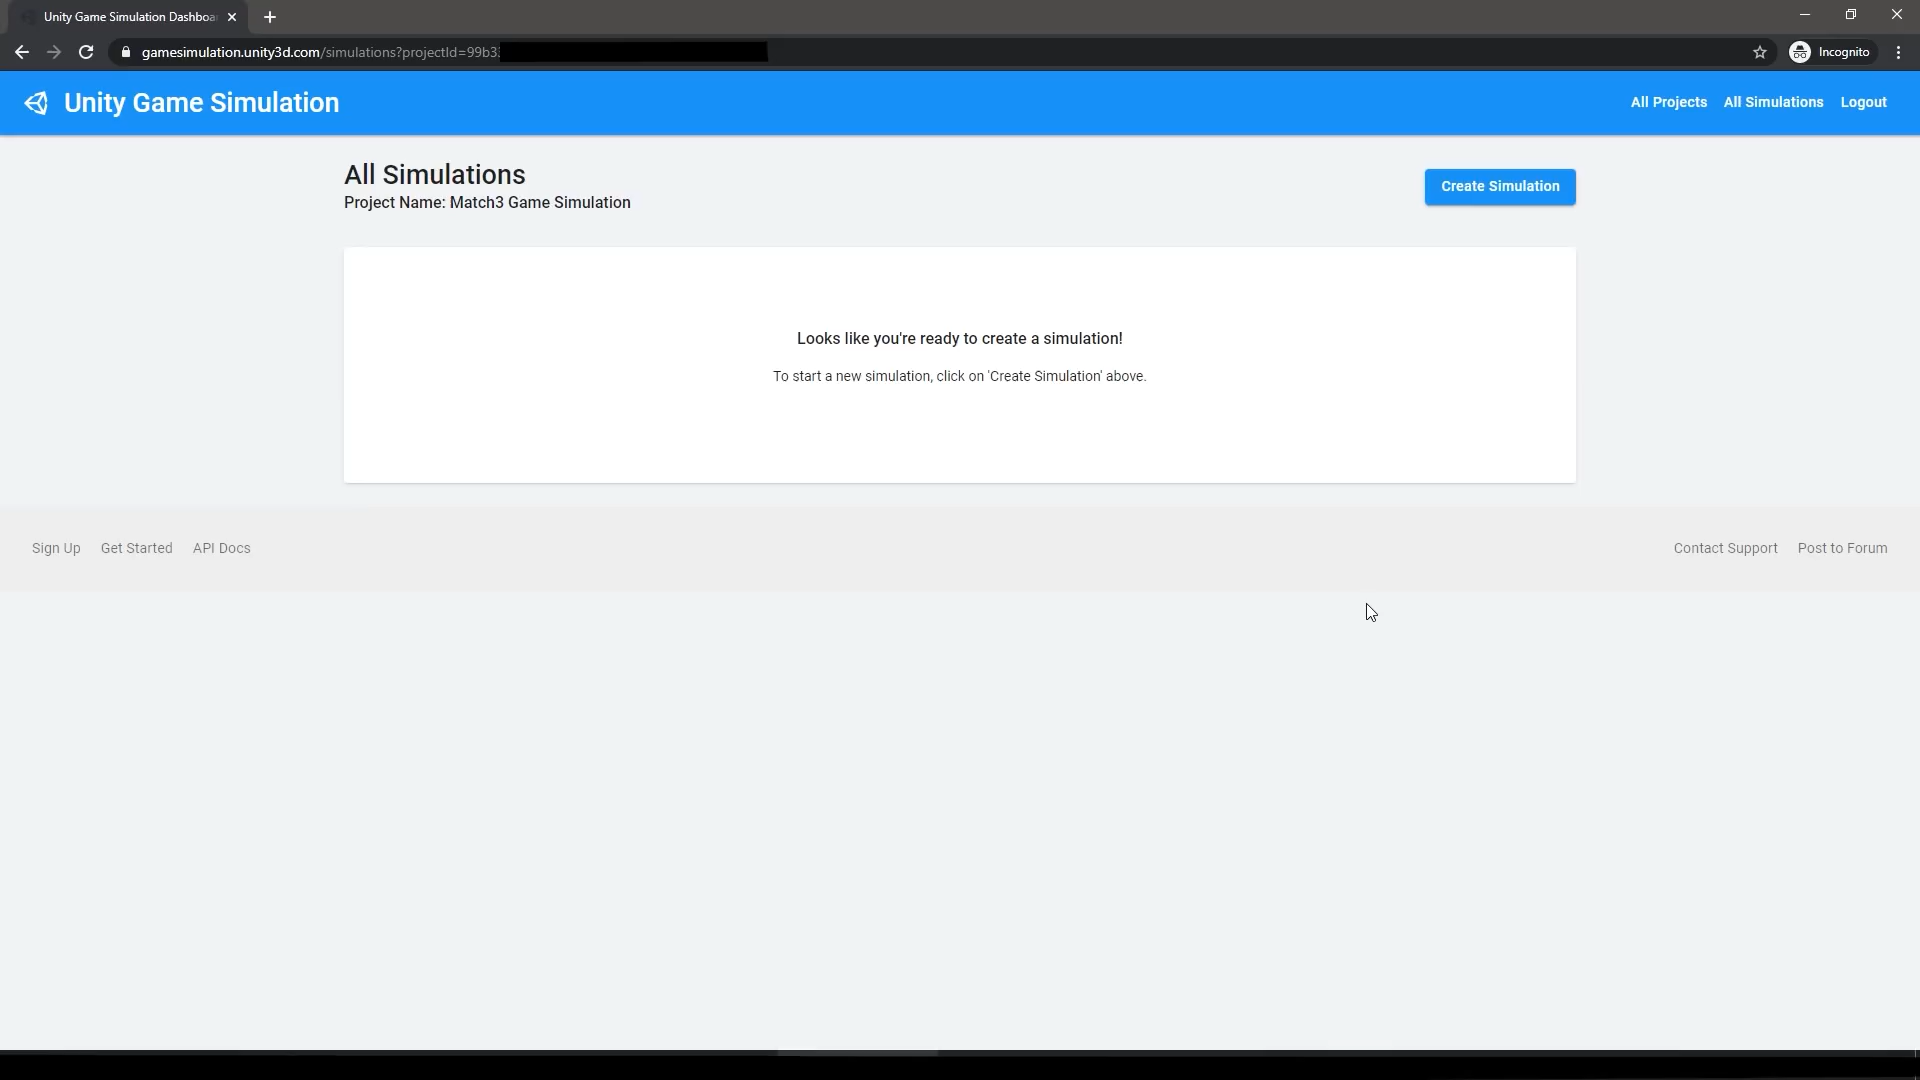 Unity Game Simulation Dashboa
gamesimulation.unity3d.com/simulations?projectId=99b3
Incognito
Unity Game Simulation
All Projects All Simulations Logout
All Simulations
Project Name: Match3 Game Simulation
Create Simulation
Looks like you're ready to create a simulation!
To start a new simulation, click on 'Create Simulation' above.
Sign Up Get Started API Docs
Contact Support Post to Forum